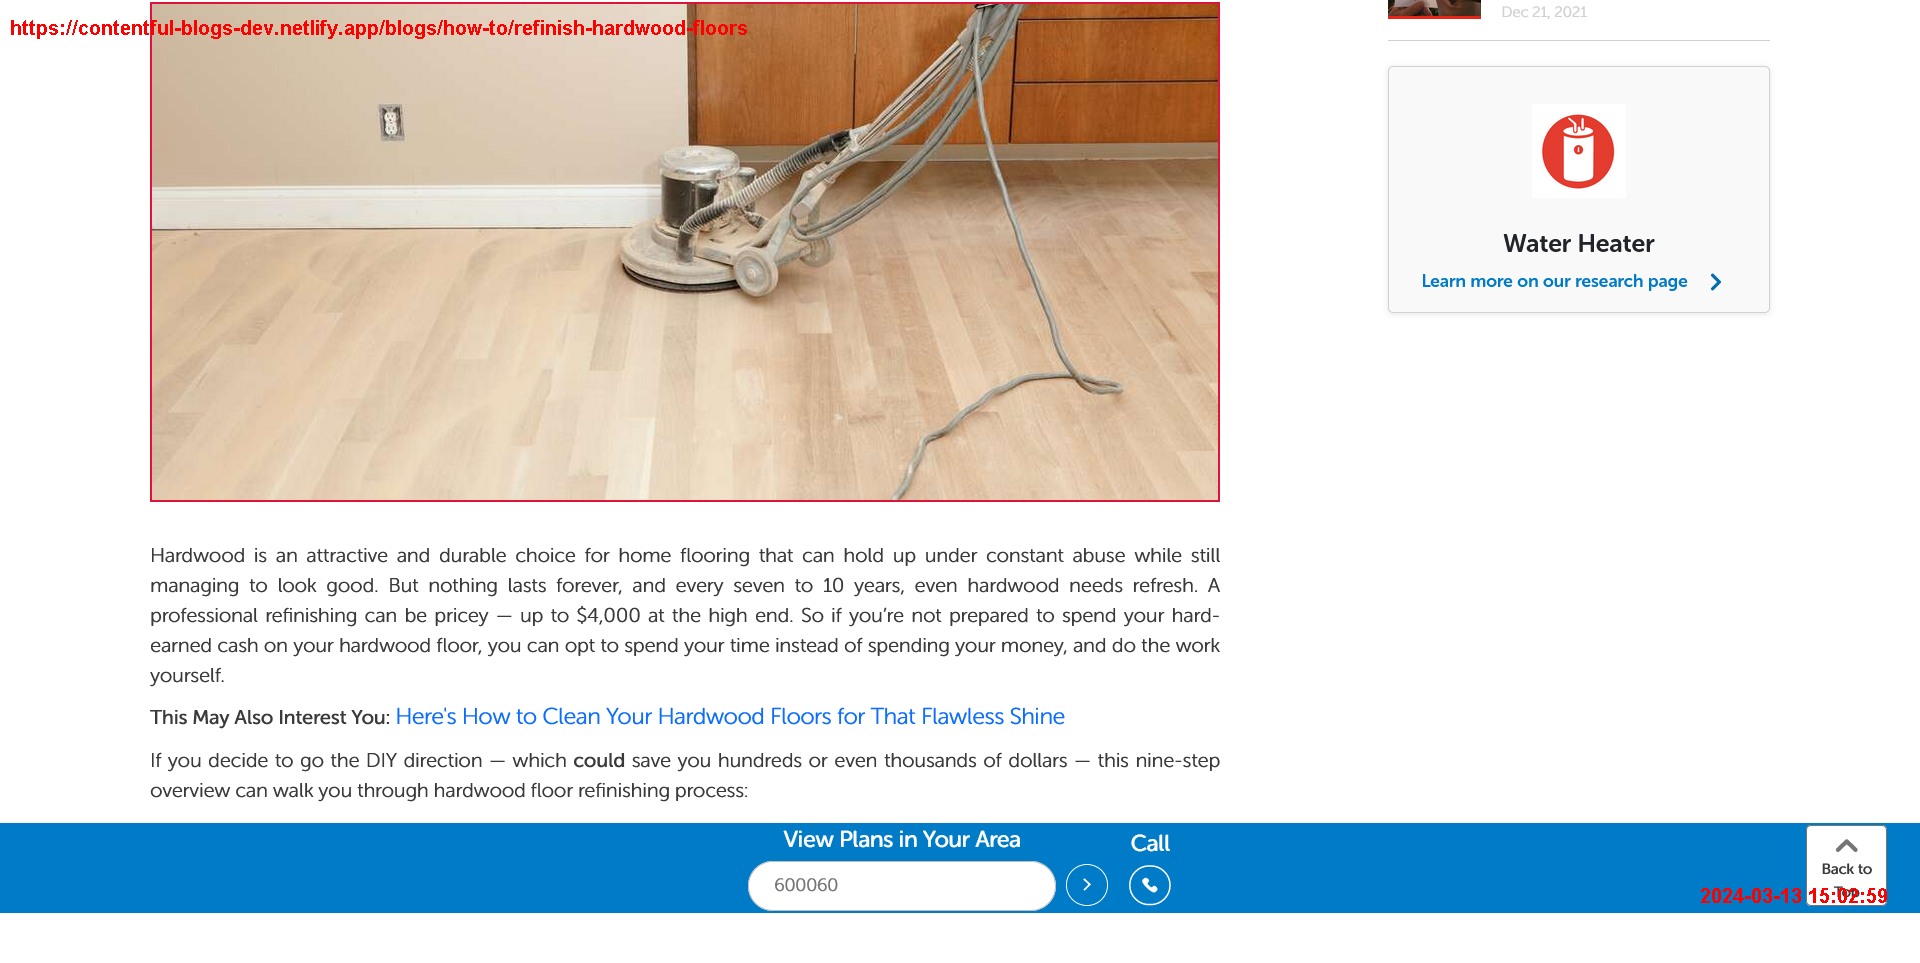 https://contentful-blogs-dev.netlify.app/blogs/how-to/refinish-hardwood-floors
Dec 21, 2021
Water Heater
Learn more on our research page
Hardwood is an attractive and durable choice for home flooring that can hold up under constant abuse while still
managing to look good. But nothing lasts forever, and every seven to 10 years, even hardwood needs refresh. A
professional refinishing can be pricey — up to $4,000 at the high end. So if you’re not prepared to spend your hard-
earned cash on your hardwood floor, you can opt to spend your time instead of spending your money, and do the work
yourself.
This May Also Interest You: Here's How to Clean Your Hardwood Floors for That Flawless Shine
If you decide to go the DIY direction — which could save you hundreds or even thousands of dollars — this nine-step
overview can walk you through hardwood floor refinishing process:
View Plans in Your Area
Call
600060
Back to
Top
2024-03-13 15:02:59